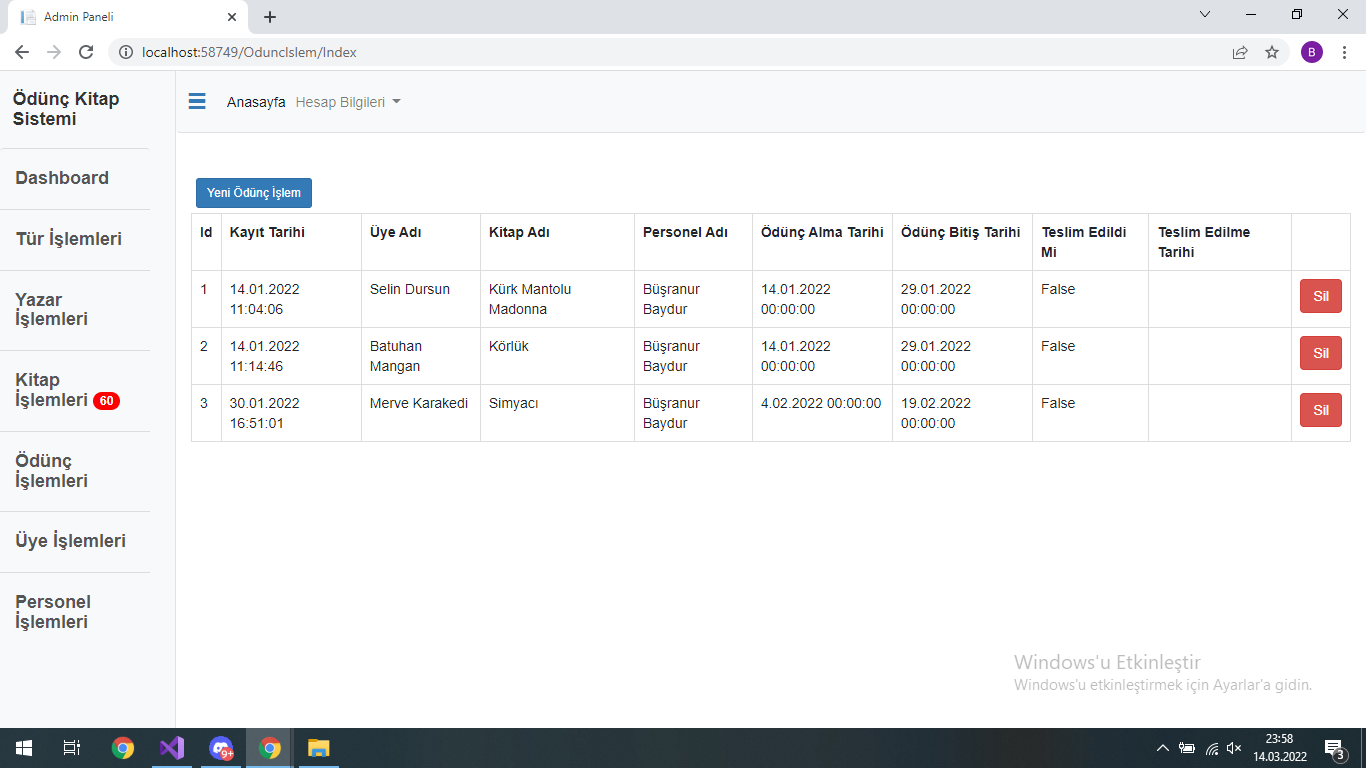 Admin Paneli
localhost:58749/OduncIslem/Index
B
Ödünç Kitap
Sistemi
Anasayfa Hesap Bilgileri
Dashboard
Tür İşlemleri
Yazar
İşlemleri
Kitap
İşlemleri 60
Ödünç
İşlemleri
Üye İşlemleri
Personel
İşlemleri
Yeni Ödünç İşlem
Id Kayıt Tarihi Üye Adı Kitap Adı Personel Adı Ödünç Alma Tarihi Ödünç Bitiş Tarihi Teslim Edildi Teslim Edilme
Mi Tarihi
1 14.01.2022 Selin Dursun Kürk Mantolu Büşranur 14.01.2022 29.01.2022 False Sil
11:04:06 Madonna Baydur 00:00:00 00:00:00
2 14.01.2022 Batuhan Körlük Büşranur 14.01.2022 29.01.2022 False Sil
11:14:46 Mangan Baydur 00:00:00 00:00:00
3 30.01.2022 Merve Karakedi Simyacı Büşranur 4.02.2022 00:00:00 19.02.2022 False Sil
16:51:01 Baydur 00:00:00
Windows'u Etkinleştir
Windows'u etkinleştirmek için Ayarlar'a gidin.
9+
23:58
14.03.2022
3